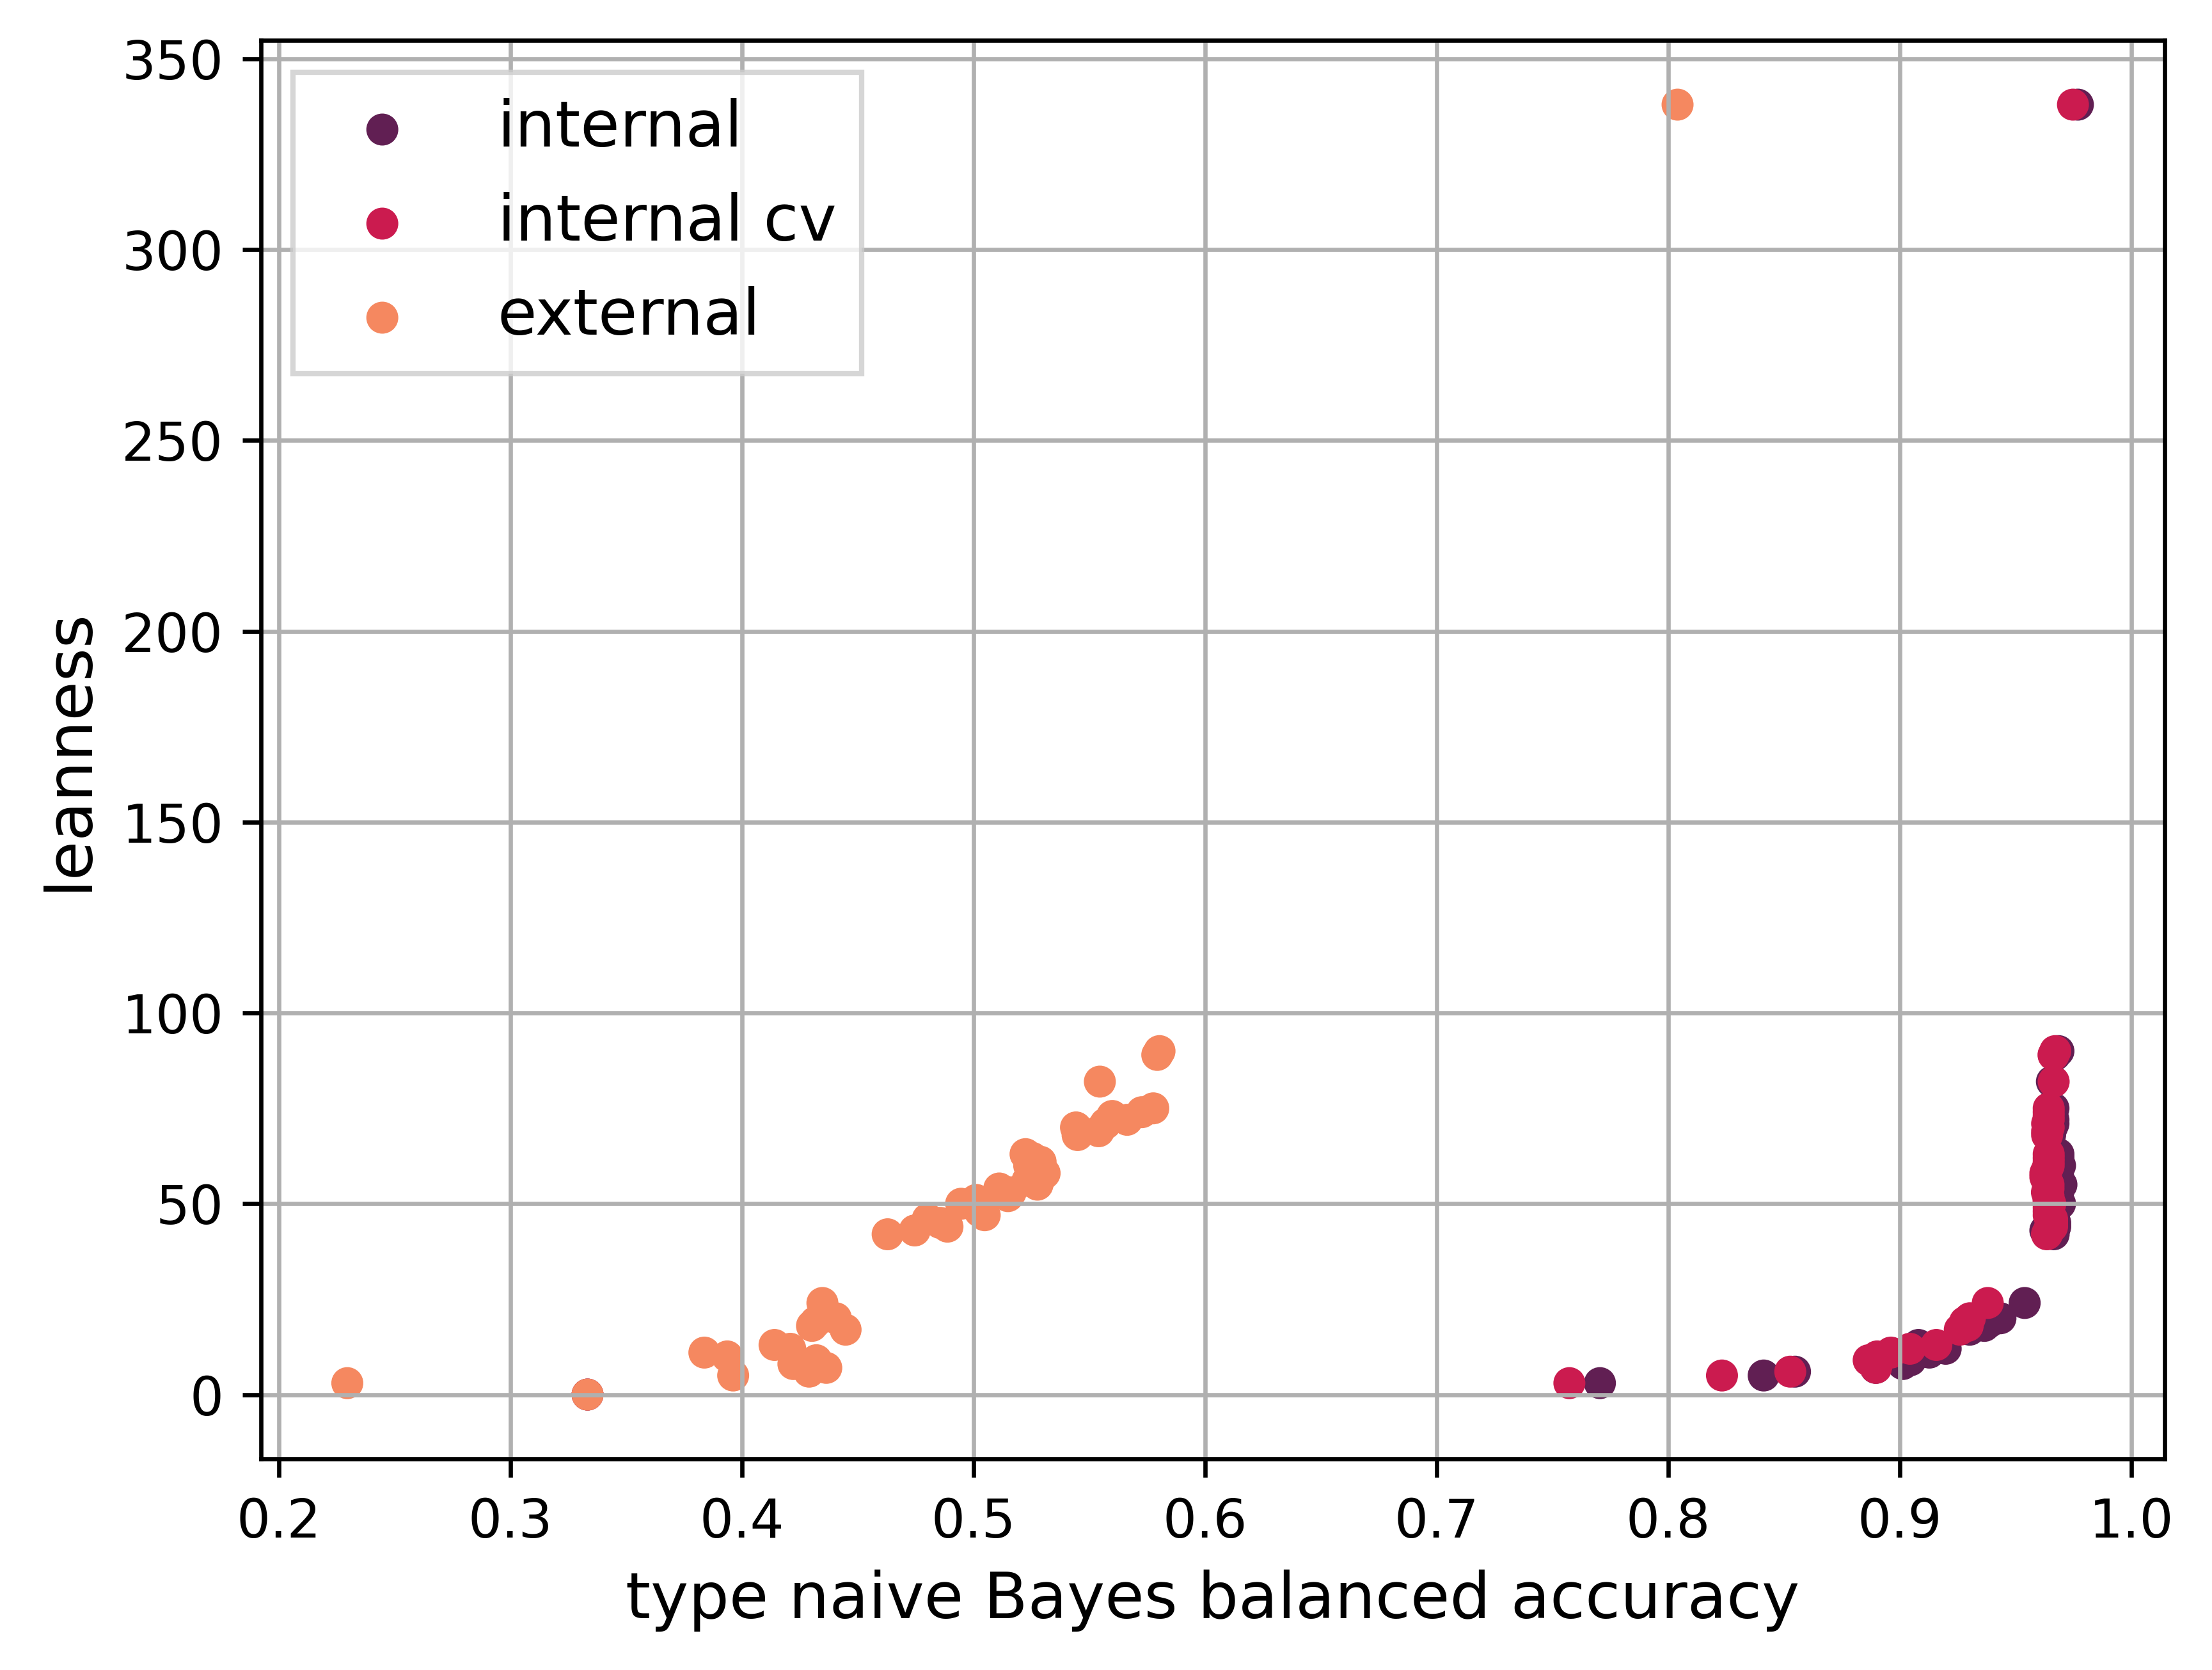 350
300
250
200
150
100
50
0
leanness
internal
internal cv
external
0.2 0.3 0.4 0.5 0.6 0.7 0.8 0.9 1.0
type naive Bayes balanced accuracy